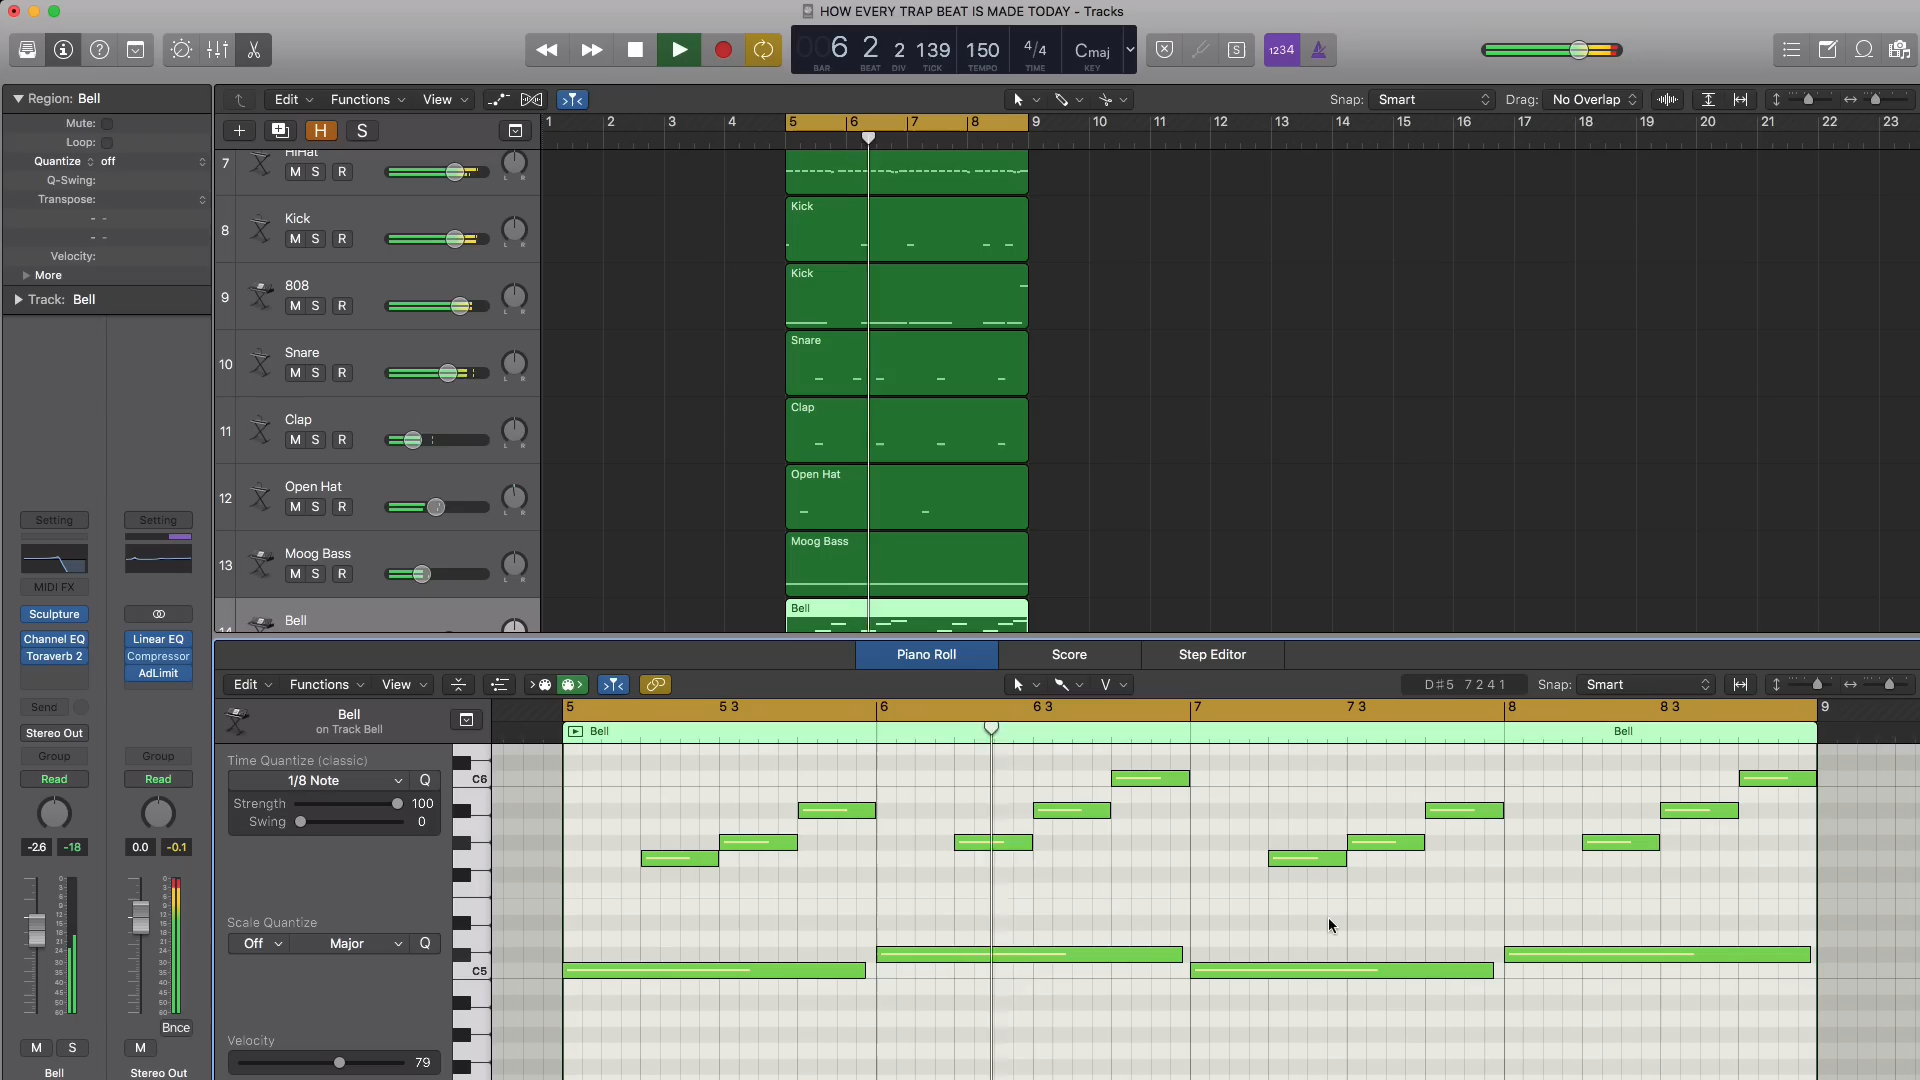 HOW EVERY TRAP BEAT IS MADE TODAY - Tracks
006 2 2 139 150 4/4 Cmaj
BAR BEAT DIV TICK TEMPO TIME KEY
S 1234
Region: Bell
Mute:
Loop:
Quantize off
Q-Swing:
Transpose:
- -
- -
Velocity:
More
Track: Bell
Edit Functions View
Snap: Smart Drag: No Overlap
H S
1 2 3 4 5 6 7 8 9 10 11 12 13 14 15 16 17 18 19 20 21 22 23
7 HiHat
M S R L R
8 Kick
M S R L R
Kick
9 808
M S R L R
Kick
10 Snare
M S R L R
Snare
11 Clap
M S R L R
Clap
12 Open Hat
M S R L R
Open Hat
13 Moog Bass
M S R L R
Moog Bass
14 Bell
Bell
Setting Setting
MIDI FX
Sculpture
Channel EQ Linear EQ
Toraverb 2 Compressor
AdLimit
Send
Stereo Out
Group Group
Read Read
-2.6 -18 0.0 -0.1
Bnce
M S M
Bell Stereo Out
Piano Roll Score Step Editor
Edit Functions View
V
D#5 7 2 4 1 Snap: Smart
Bell
on Track Bell
5 5 3 6 6 3 7 7 3 8 8 3 9
Bell Bell
Time Quantize (classic)
1/8 Note Q
Strength 100
Swing 0
Scale Quantize
Off Major Q
Velocity
79
C6
C5